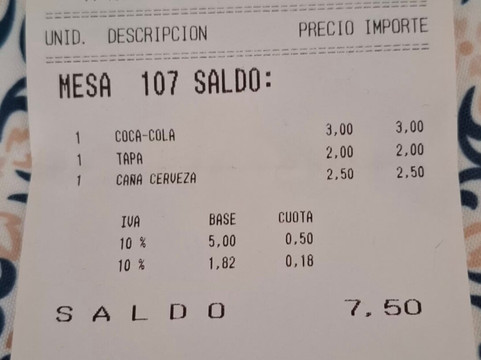 UNID. DESCRIPCION PRECIO IMPORTE
MESA 107 SALDO:
1 COCA-COLA 3,00 3,00
1 TAPA 2,00 2,00
1 CAÑA CERVEZA 2,50 2,50
IVA BASE CUOTA
10 % 5,00 0,50
10 % 1,82 0,18
SALDO 7,50